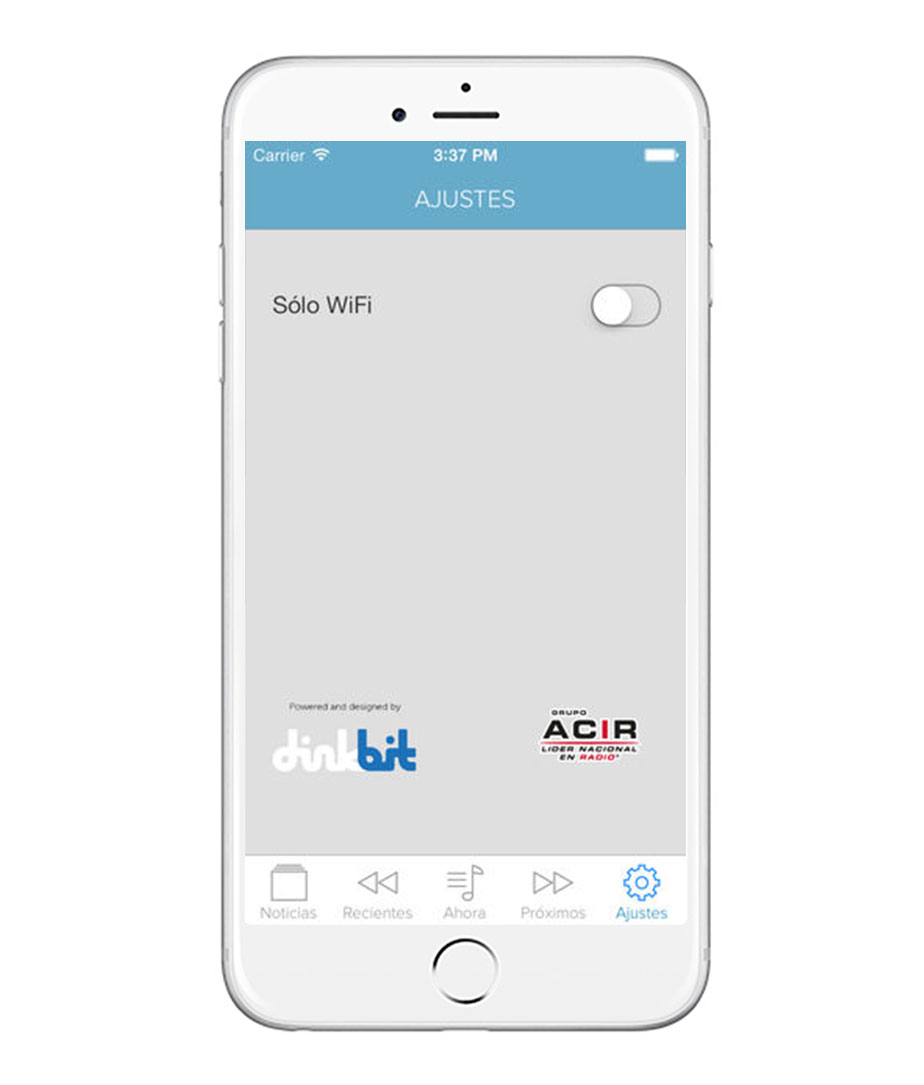 Carrier 3:37 PM
AJUSTES
Sólo WiFi
Powered and designed by
dinkbit
GRUPO
ACIR
LIDER NACIONAL
EN RADIO®
Noticias Recientes Ahora Próximos Ajustes